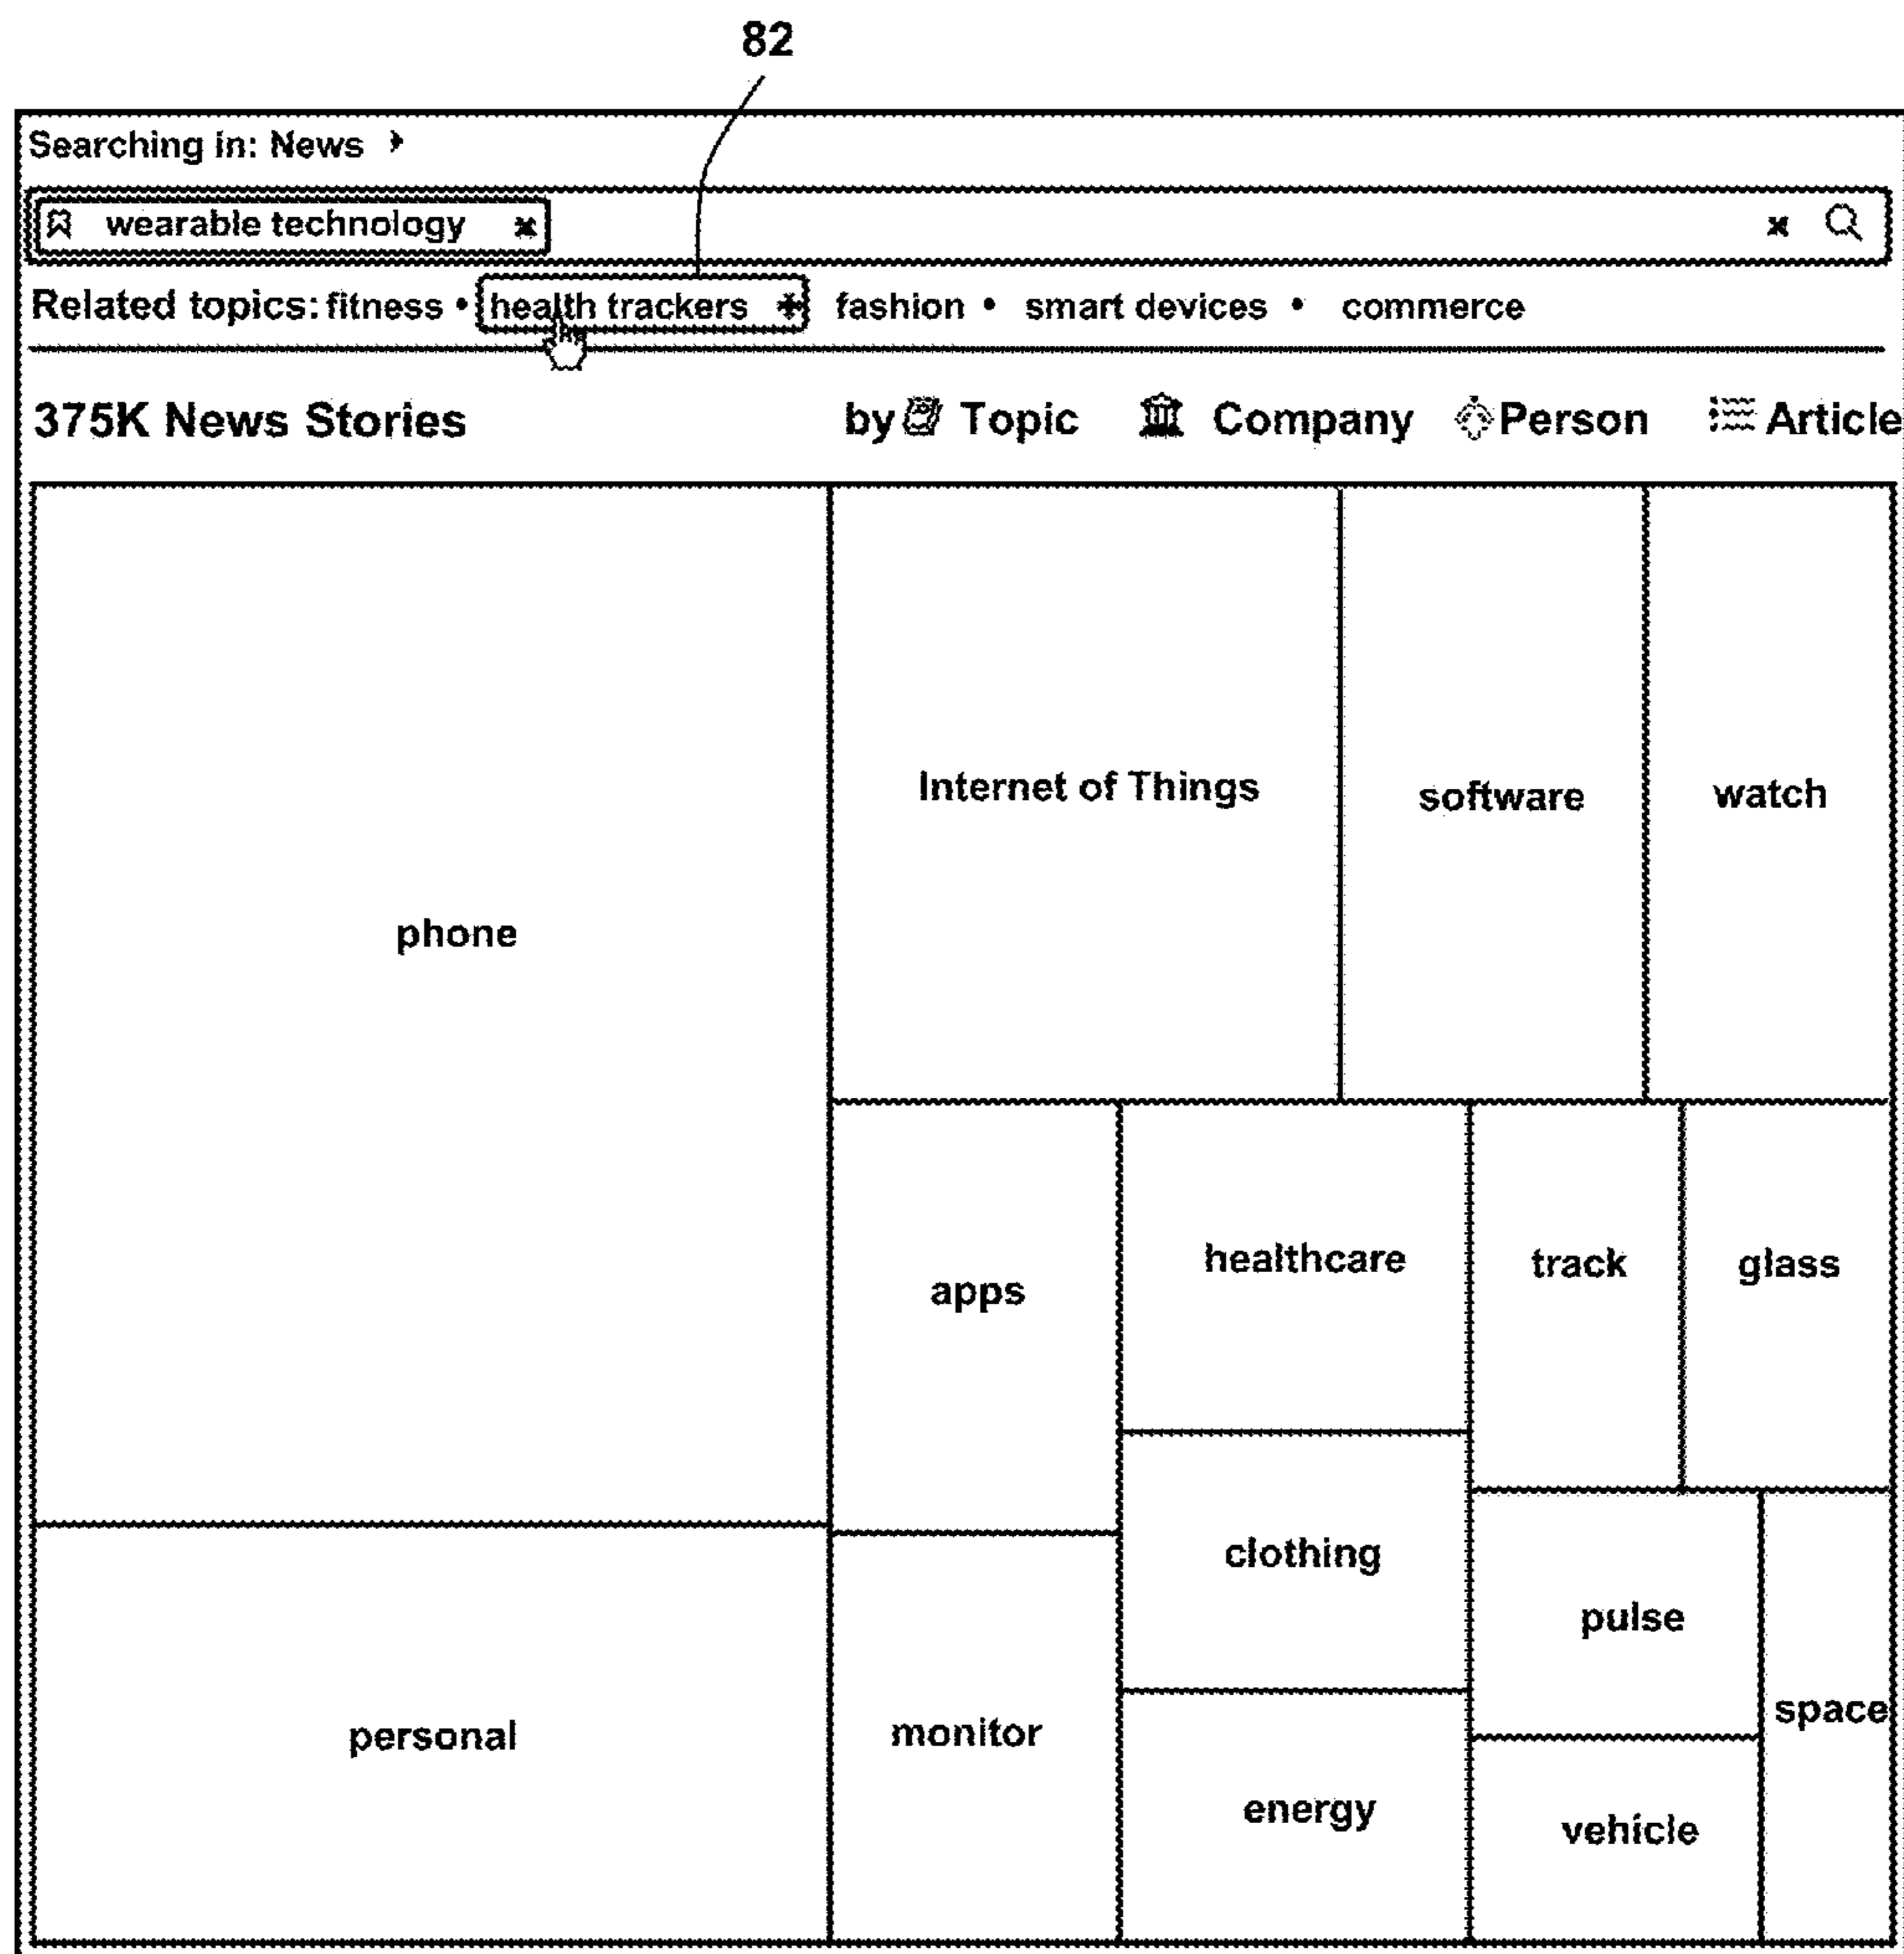 82
Searching in: News
wearable technology × ×
Related topics: fitness • health trackers * fashion • smart devices • commerce
375K News Stories by Topic Company Person Article
Internet of Things software watch
phone
healthcare track glass
apps
clothing
pulse
space
personal monitor
energy
vehicle